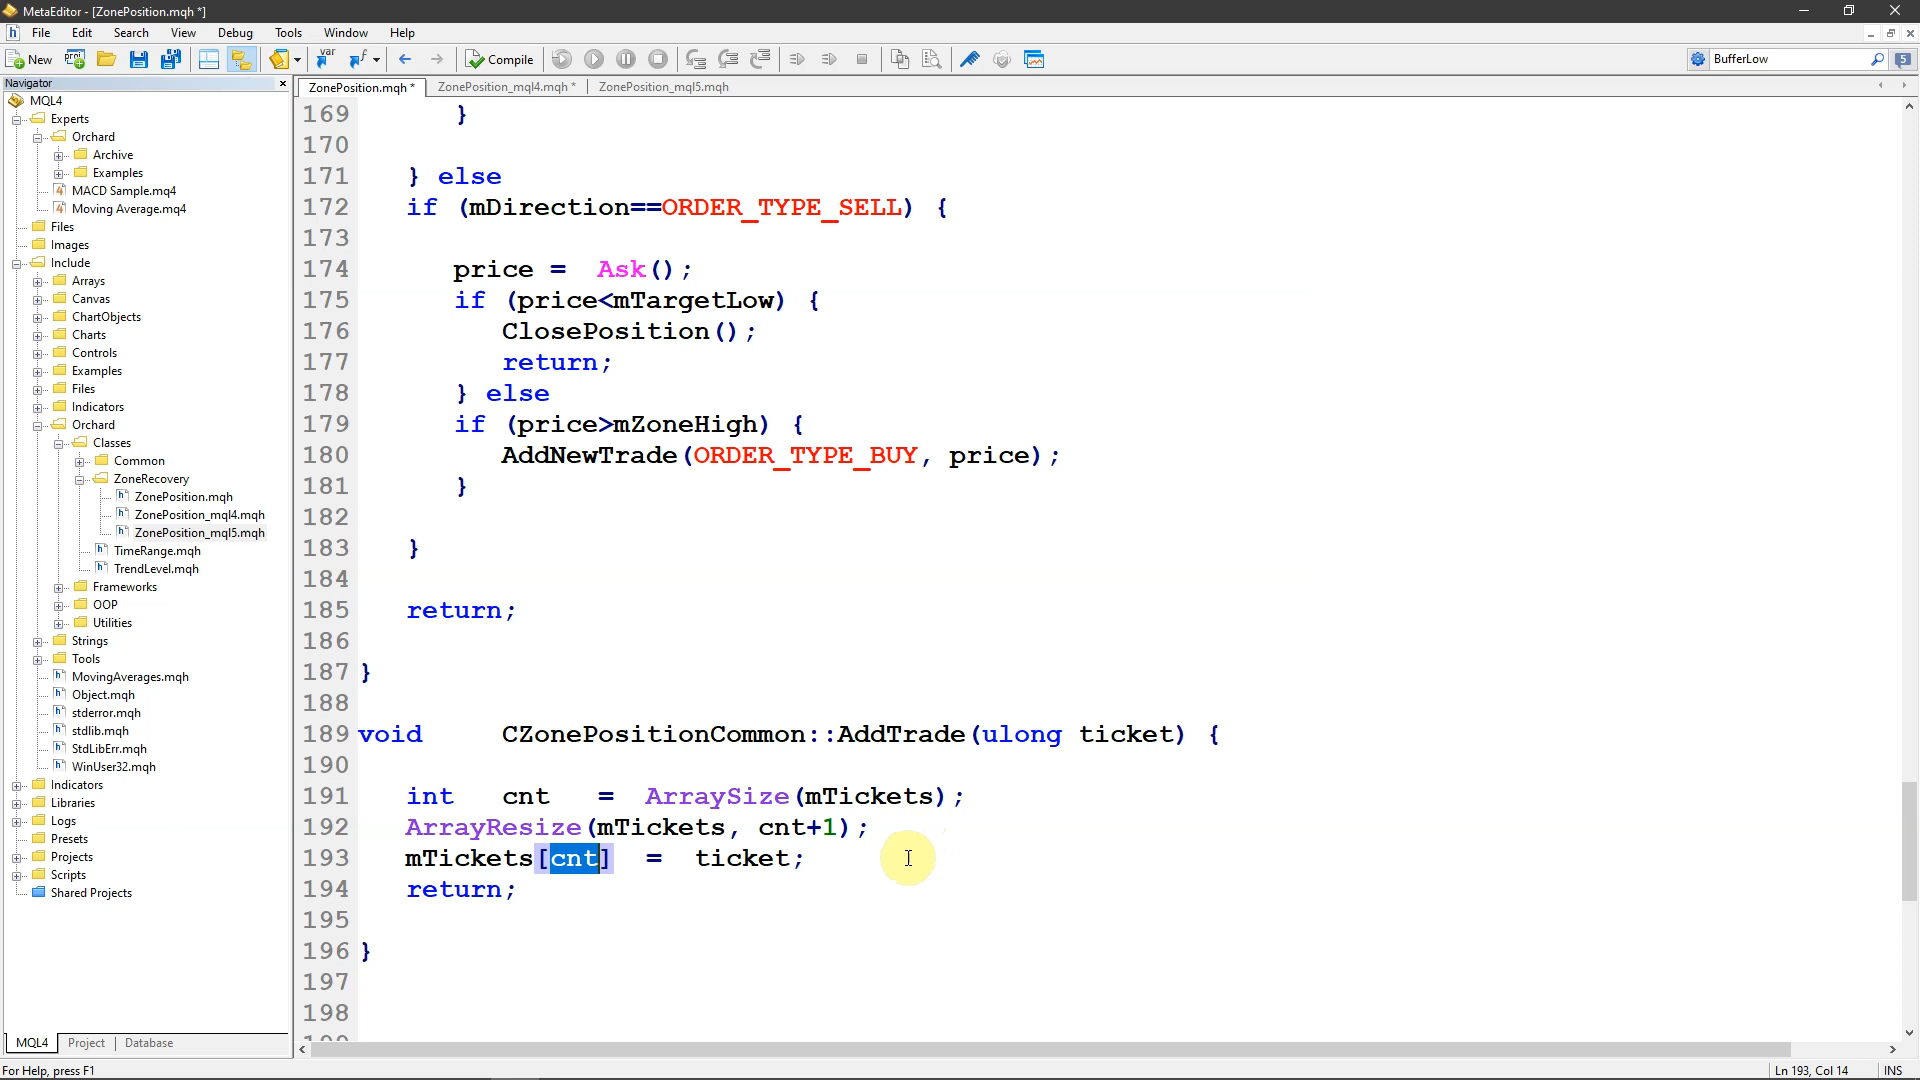 MetaEditor - [ZonePosition.mqh *]
File Edit Search View Debug Tools Window Help
New Compile BufferLow 5
Navigator
ZonePosition.mqh * ZonePosition_mql4.mqh * ZonePosition_mql5.mqh
MQL4
Experts
Orchard
Archive
Examples
MACD Sample.mq4
Moving Average.mq4
Files
Images
Include
Arrays
Canvas
ChartObjects
Charts
Controls
Examples
Files
Indicators
Orchard
Classes
Common
ZoneRecovery
ZonePosition.mqh
ZonePosition_mql4.mqh
ZonePosition_mql5.mqh
TimeRange.mqh
TrendLevel.mqh
Frameworks
OOP
Utilities
Strings
Tools
MovingAverages.mqh
Object.mqh
stderror.mqh
stdlib.mqh
StdLibErr.mqh
WinUser32.mqh
Indicators
Libraries
Logs
Presets
Projects
Scripts
Shared Projects
MQL4 Project Database
169 }
170
171 } else
172 if (mDirection==ORDER_TYPE_SELL) {
173
174 price = Ask();
175 if (price<mTargetLow) {
176 ClosePosition();
177 return;
178 } else
179 if (price>mZoneHigh) {
180 AddNewTrade(ORDER_TYPE_BUY, price);
181 }
182
183 }
184
185 return;
186
187 }
188
189 void CZonePositionCommon::AddTrade(ulong ticket) {
190
191 int cnt = ArraySize(mTickets);
192 ArrayResize(mTickets, cnt+1);
193 mTickets[cnt] = ticket;
194 return;
195
196 }
197
198
For Help, press F1 Ln 193, Col 14 INS